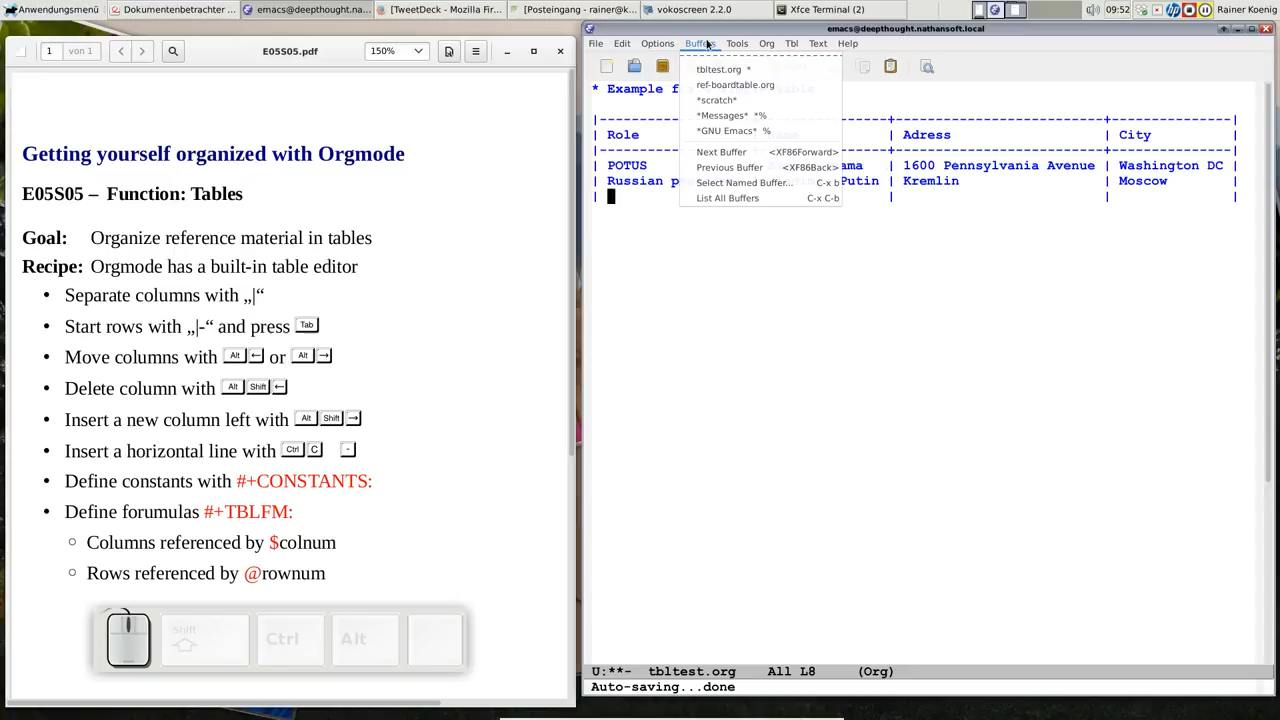 Anwendungsmenü
Dokumentenbetrachter ...
emacs@deepthought.na...
[TweetDeck - Mozilla Fir...
[Posteingang - rainer@k...
vokoscreen 2.2.0
Xfce Terminal (2)
09:52
Rainer Koenig
1 von 1
E05S05.pdf
150%
Getting yourself organized with Orgmode
E05S05 – Function: Tables
Goal: Organize reference material in tables
Recipe: Orgmode has a built-in table editor
• Separate columns with „|“
• Start rows with „|-“ and press Tab
• Move columns with Alt ← or Alt →
• Delete column with Alt Shift ←
• Insert a new column left with Alt Shift →
• Insert a horizontal line with Ctrl C -
• Define constants with #+CONSTANTS:
• Define forumulas #+TBLFM:
○ Columns referenced by $colnum
○ Rows referenced by @rownum
Shift
Ctrl
Alt
emacs@deepthought.nathansoft.local
File Edit Options Buffers Tools Org Tbl Text Help
tbltest.org *
ref-boardtable.org
*scratch*
*Messages* *%
*GNU Emacs* %
Next Buffer <XF86Forward>
Previous Buffer <XF86Back>
Select Named Buffer... C-x b
List All Buffers C-x C-b
* Example f
| Role | Adress | City |
| POTUS ama | 1600 Pennsylvania Avenue | Washington DC |
| Russian p Putin | Kremlin | Moscow |
U:**- tbltest.org All L8 (Org)
Auto-saving...done